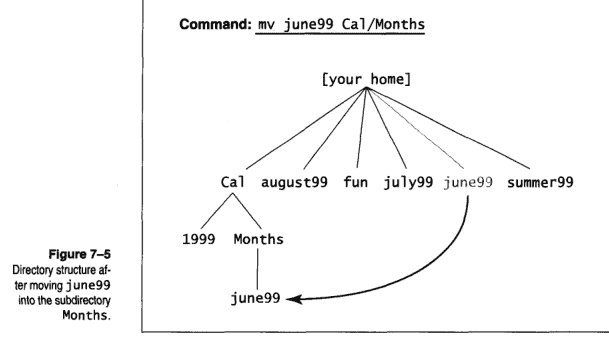 Command: mv june99 Cal/Months
[your home]
Cal august99 fun july99 june99 summer99
1999 Months
june99
Figure 7–5
Directory structure af-
ter moving june99
into the subdirectory
Months.